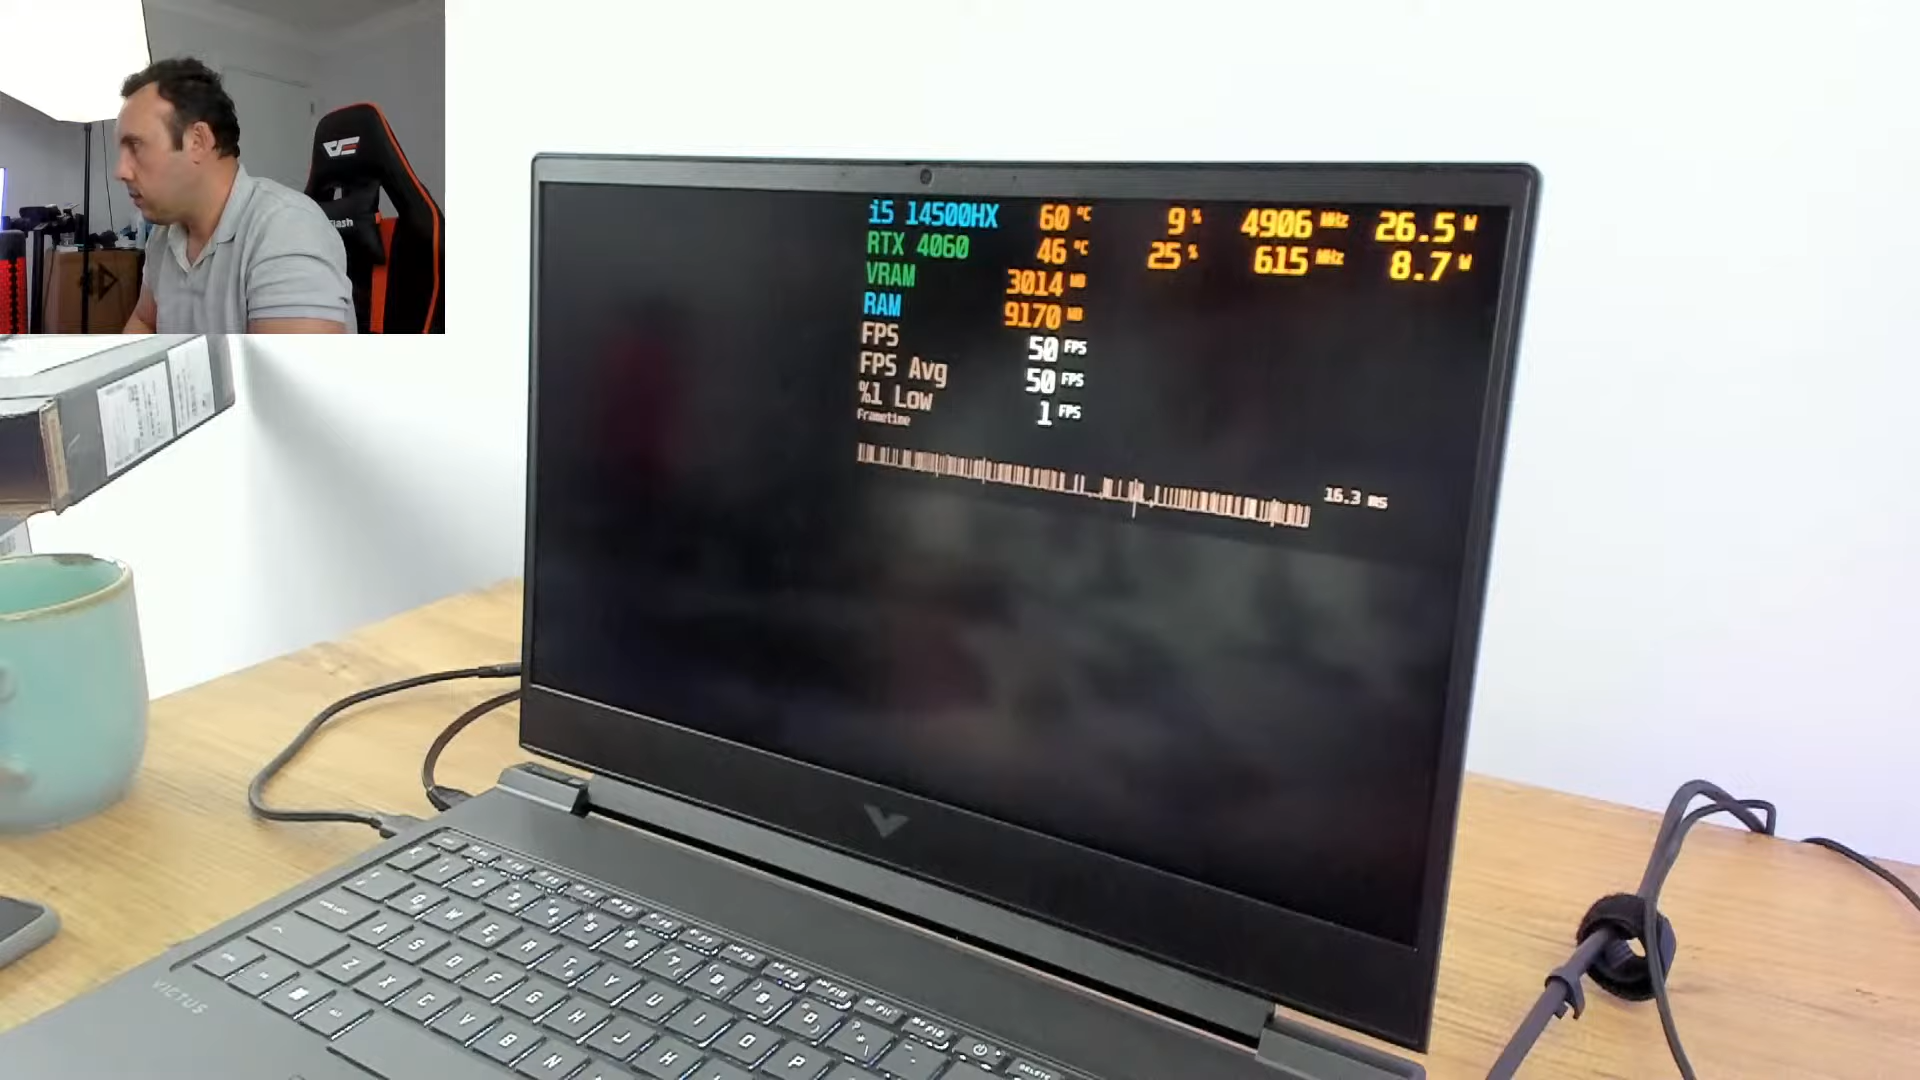 i5 14500HX 60 °C 9 % 4906 MHz 26.5 W
RTX 4060 46 °C 25 % 615 MHz 8.7 W
VRAM 3014 MB
RAM 9170 MB
FPS 50 FPS
FPS Avg 50 FPS
%1 Low 1 FPS
Frametime
16.3 ms
VICTUS
Q W E R T Y U I O P
A S D F G H J K
Z X C V B N
DELETE